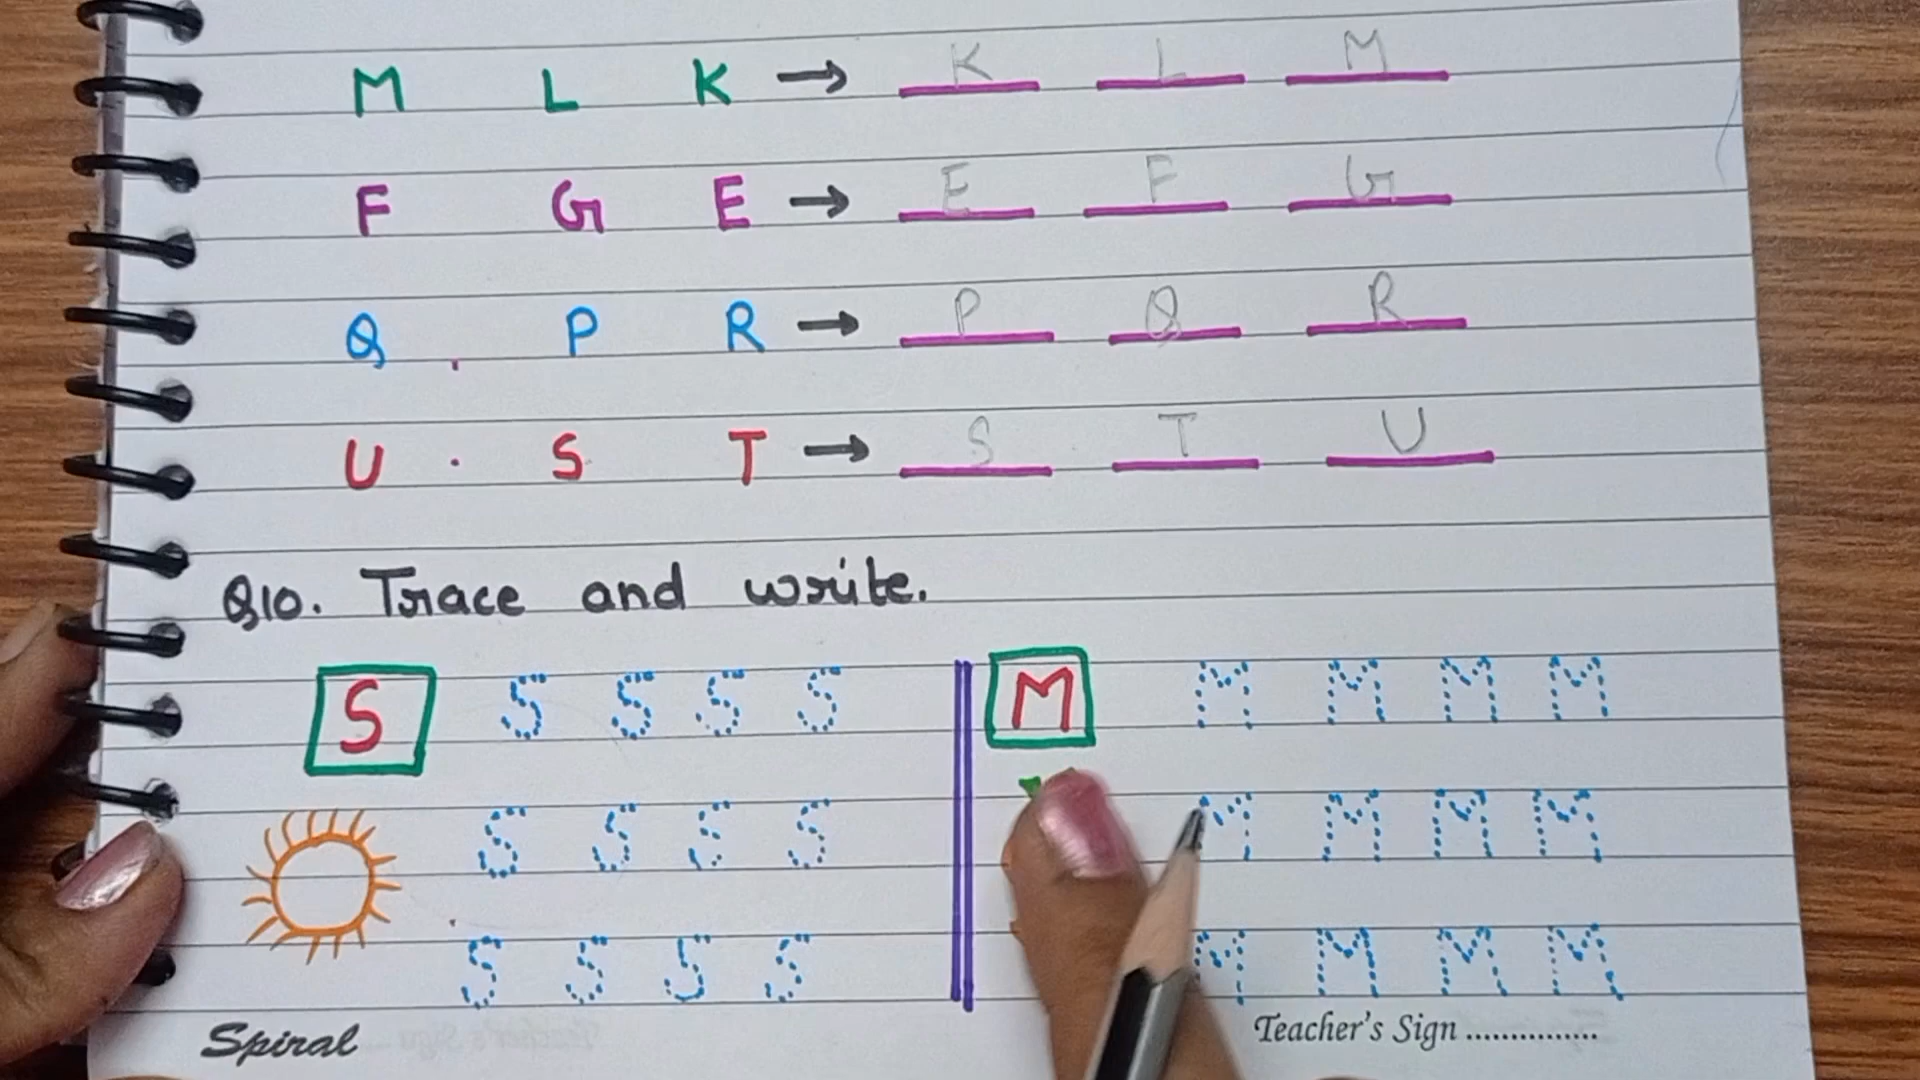 M L K → K L M
F G E → E F G
Q P R → P Q R
U S T → S T U
Q10. Trace and write.
S S S S S M M M M M
S S S S M M M M
S S S S M M M M
Spiral Teacher's Sign ...............